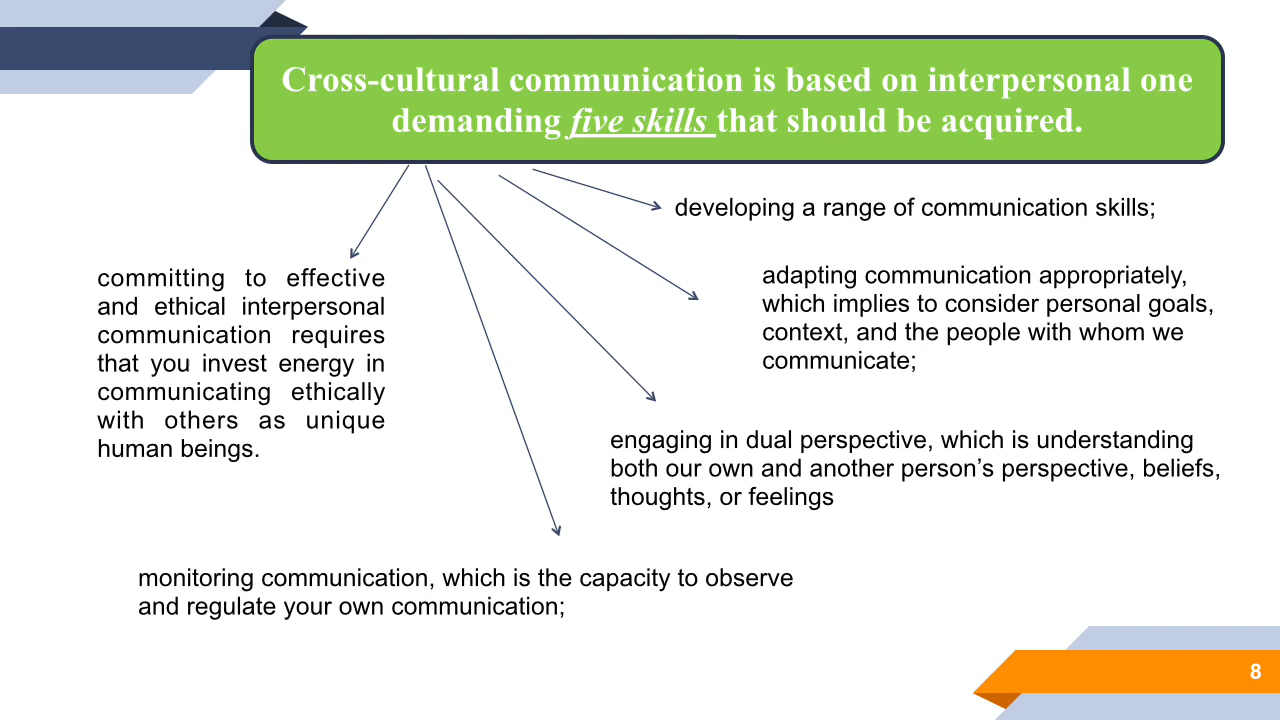 Cross-cultural communication is based on interpersonal one
demanding five skills that should be acquired.
developing a range of communication skills;
adapting communication appropriately,
which implies to consider personal goals,
context, and the people with whom we
communicate;
engaging in dual perspective, which is understanding
both our own and another person’s perspective, beliefs,
thoughts, or feelings
monitoring communication, which is the capacity to observe
and regulate your own communication;
committing to effective
and ethical interpersonal
communication requires
that you invest energy in
communicating ethically
with others as unique
human beings.
8